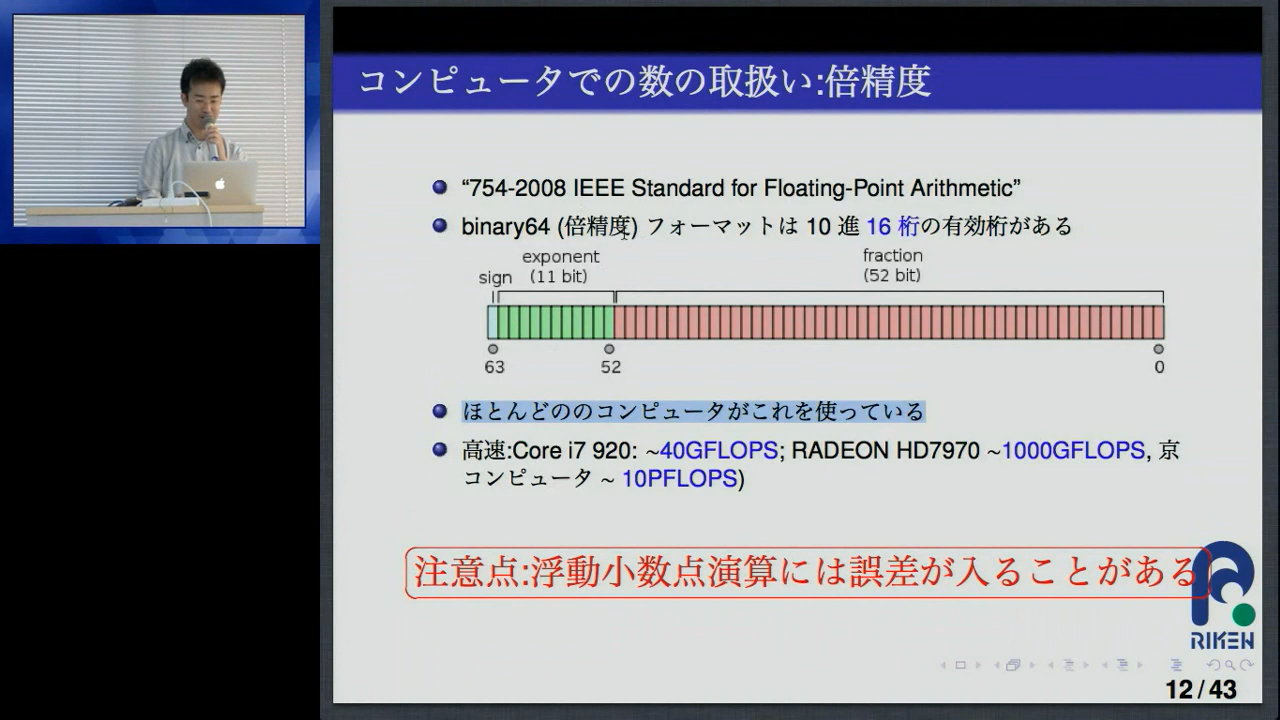 コンピュータでの数の取扱い:倍精度
“754-2008 IEEE Standard for Floating-Point Arithmetic”
binary64 (倍精度) フォーマットは 10 進 16 桁の有効桁がある
exponent
fraction
sign
(11 bit)
(52 bit)
63
52
0
ほとんどののコンピュータがこれを使っている
高速:Core i7 920: ~40GFLOPS; RADEON HD7970 ~1000GFLOPS, 京
コンピュータ ~ 10PFLOPS)
注意点:浮動小数点演算には誤差が入ることがある
RIKEN
12 / 43